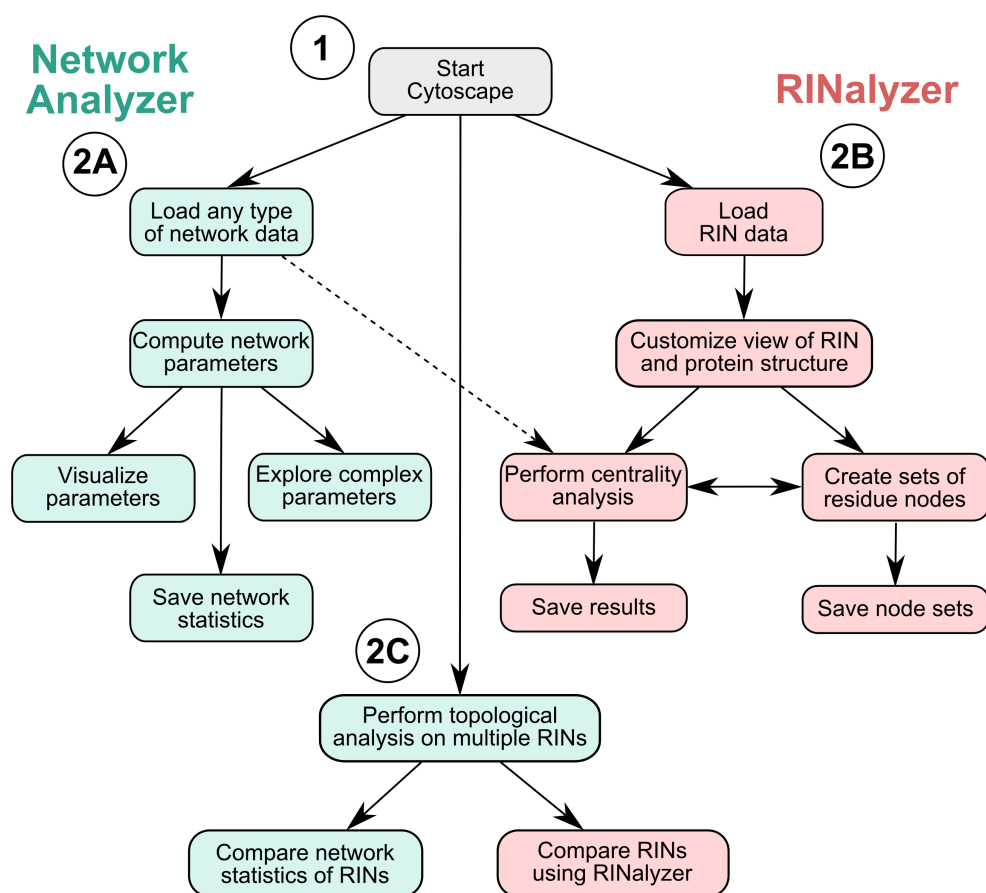 1
Start
Cytoscape
Network
Analyzer
RINalyzer
2A
2B
Load any type
of network data
Load
RIN data
Compute network
parameters
Customize view of RIN
and protein structure
Visualize
parameters
Explore complex
parameters
Perform centrality
analysis
Create sets of
residue nodes
Save network
statistics
Save results
Save node sets
2C
Perform topological
analysis on multiple RINs
Compare network
statistics of RINs
Compare RINs
using RINalyzer